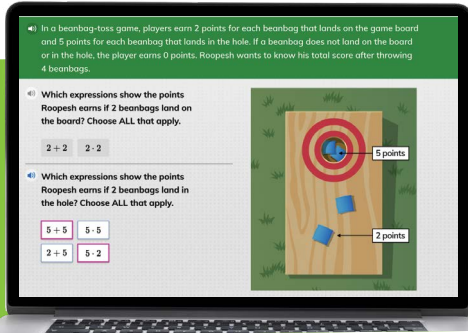 In a beanbag-toss game, players earn 2 points for each beanbag that lands on the game board
and 5 points for each beanbag that lands in the hole. If a beanbag does not land on the board
or in the hole, the player earns 0 points. Roopesh wants to know his total score after throwing
4 beanbags.
Which expressions show the points
Roopesh earns if 2 beanbags land on
the board? Choose ALL that apply.
2 + 2 2 · 2
Which expressions show the points
Roopesh earns if 2 beanbags land in
the hole? Choose ALL that apply.
5 + 5 5 · 5
2 + 5 5 · 2
5 points
2 points